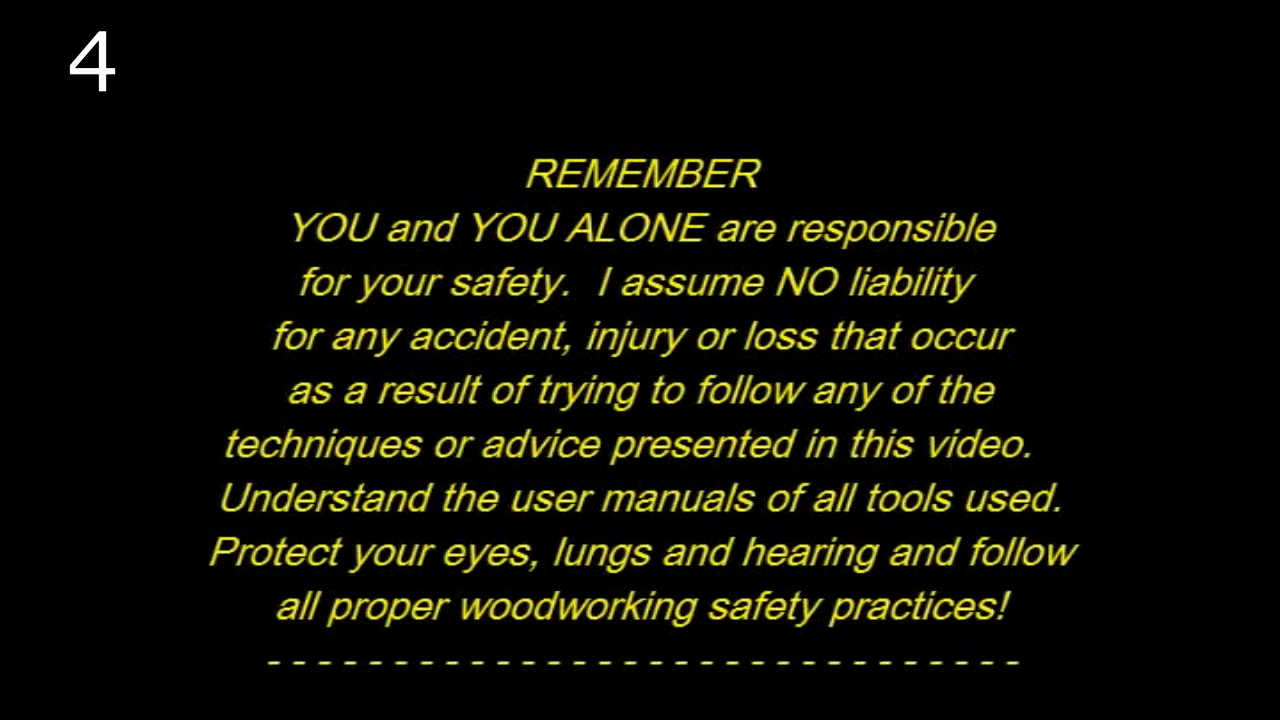 4
REMEMBER
YOU and YOU ALONE are responsible
for your safety.  I assume NO liability
for any accident, injury or loss that occur
as a result of trying to follow any of the
techniques or advice presented in this video.
Understand the user manuals of all tools used.
Protect your eyes, lungs and hearing and follow
all proper woodworking safety practices!
- - - - - - - - - - - - - - - - - - - - - - - - - - - - - -